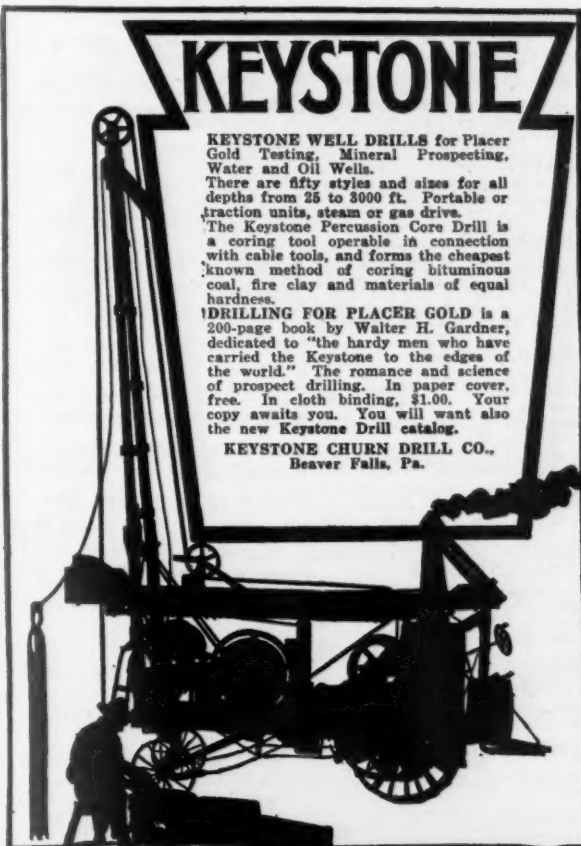 KEYSTONE
KEYSTONE WELL DRILLS for Placer
Gold Testing, Mineral Prospecting,
Water and Oil Wells.
There are fifty styles and sizes for all
depths from 25 to 3000 ft. Portable or
traction units, steam or gas drive.
The Keystone Percussion Core Drill is
a coring tool operable in connection
with cable tools, and forms the cheapest
known method of coring bituminous
coal, fire clay and materials of equal
hardness.
DRILLING FOR PLACER GOLD is a
200-page book by Walter H. Gardner,
dedicated to "the hardy men who have
carried the Keystone to the edges of
the world." The romance and science
of prospect drilling. In paper cover,
free. In cloth binding, $1.00. Your
copy awaits you. You will want also
the new Keystone Drill catalog.
KEYSTONE CHURN DRILL CO.,
Beaver Falls, Pa.